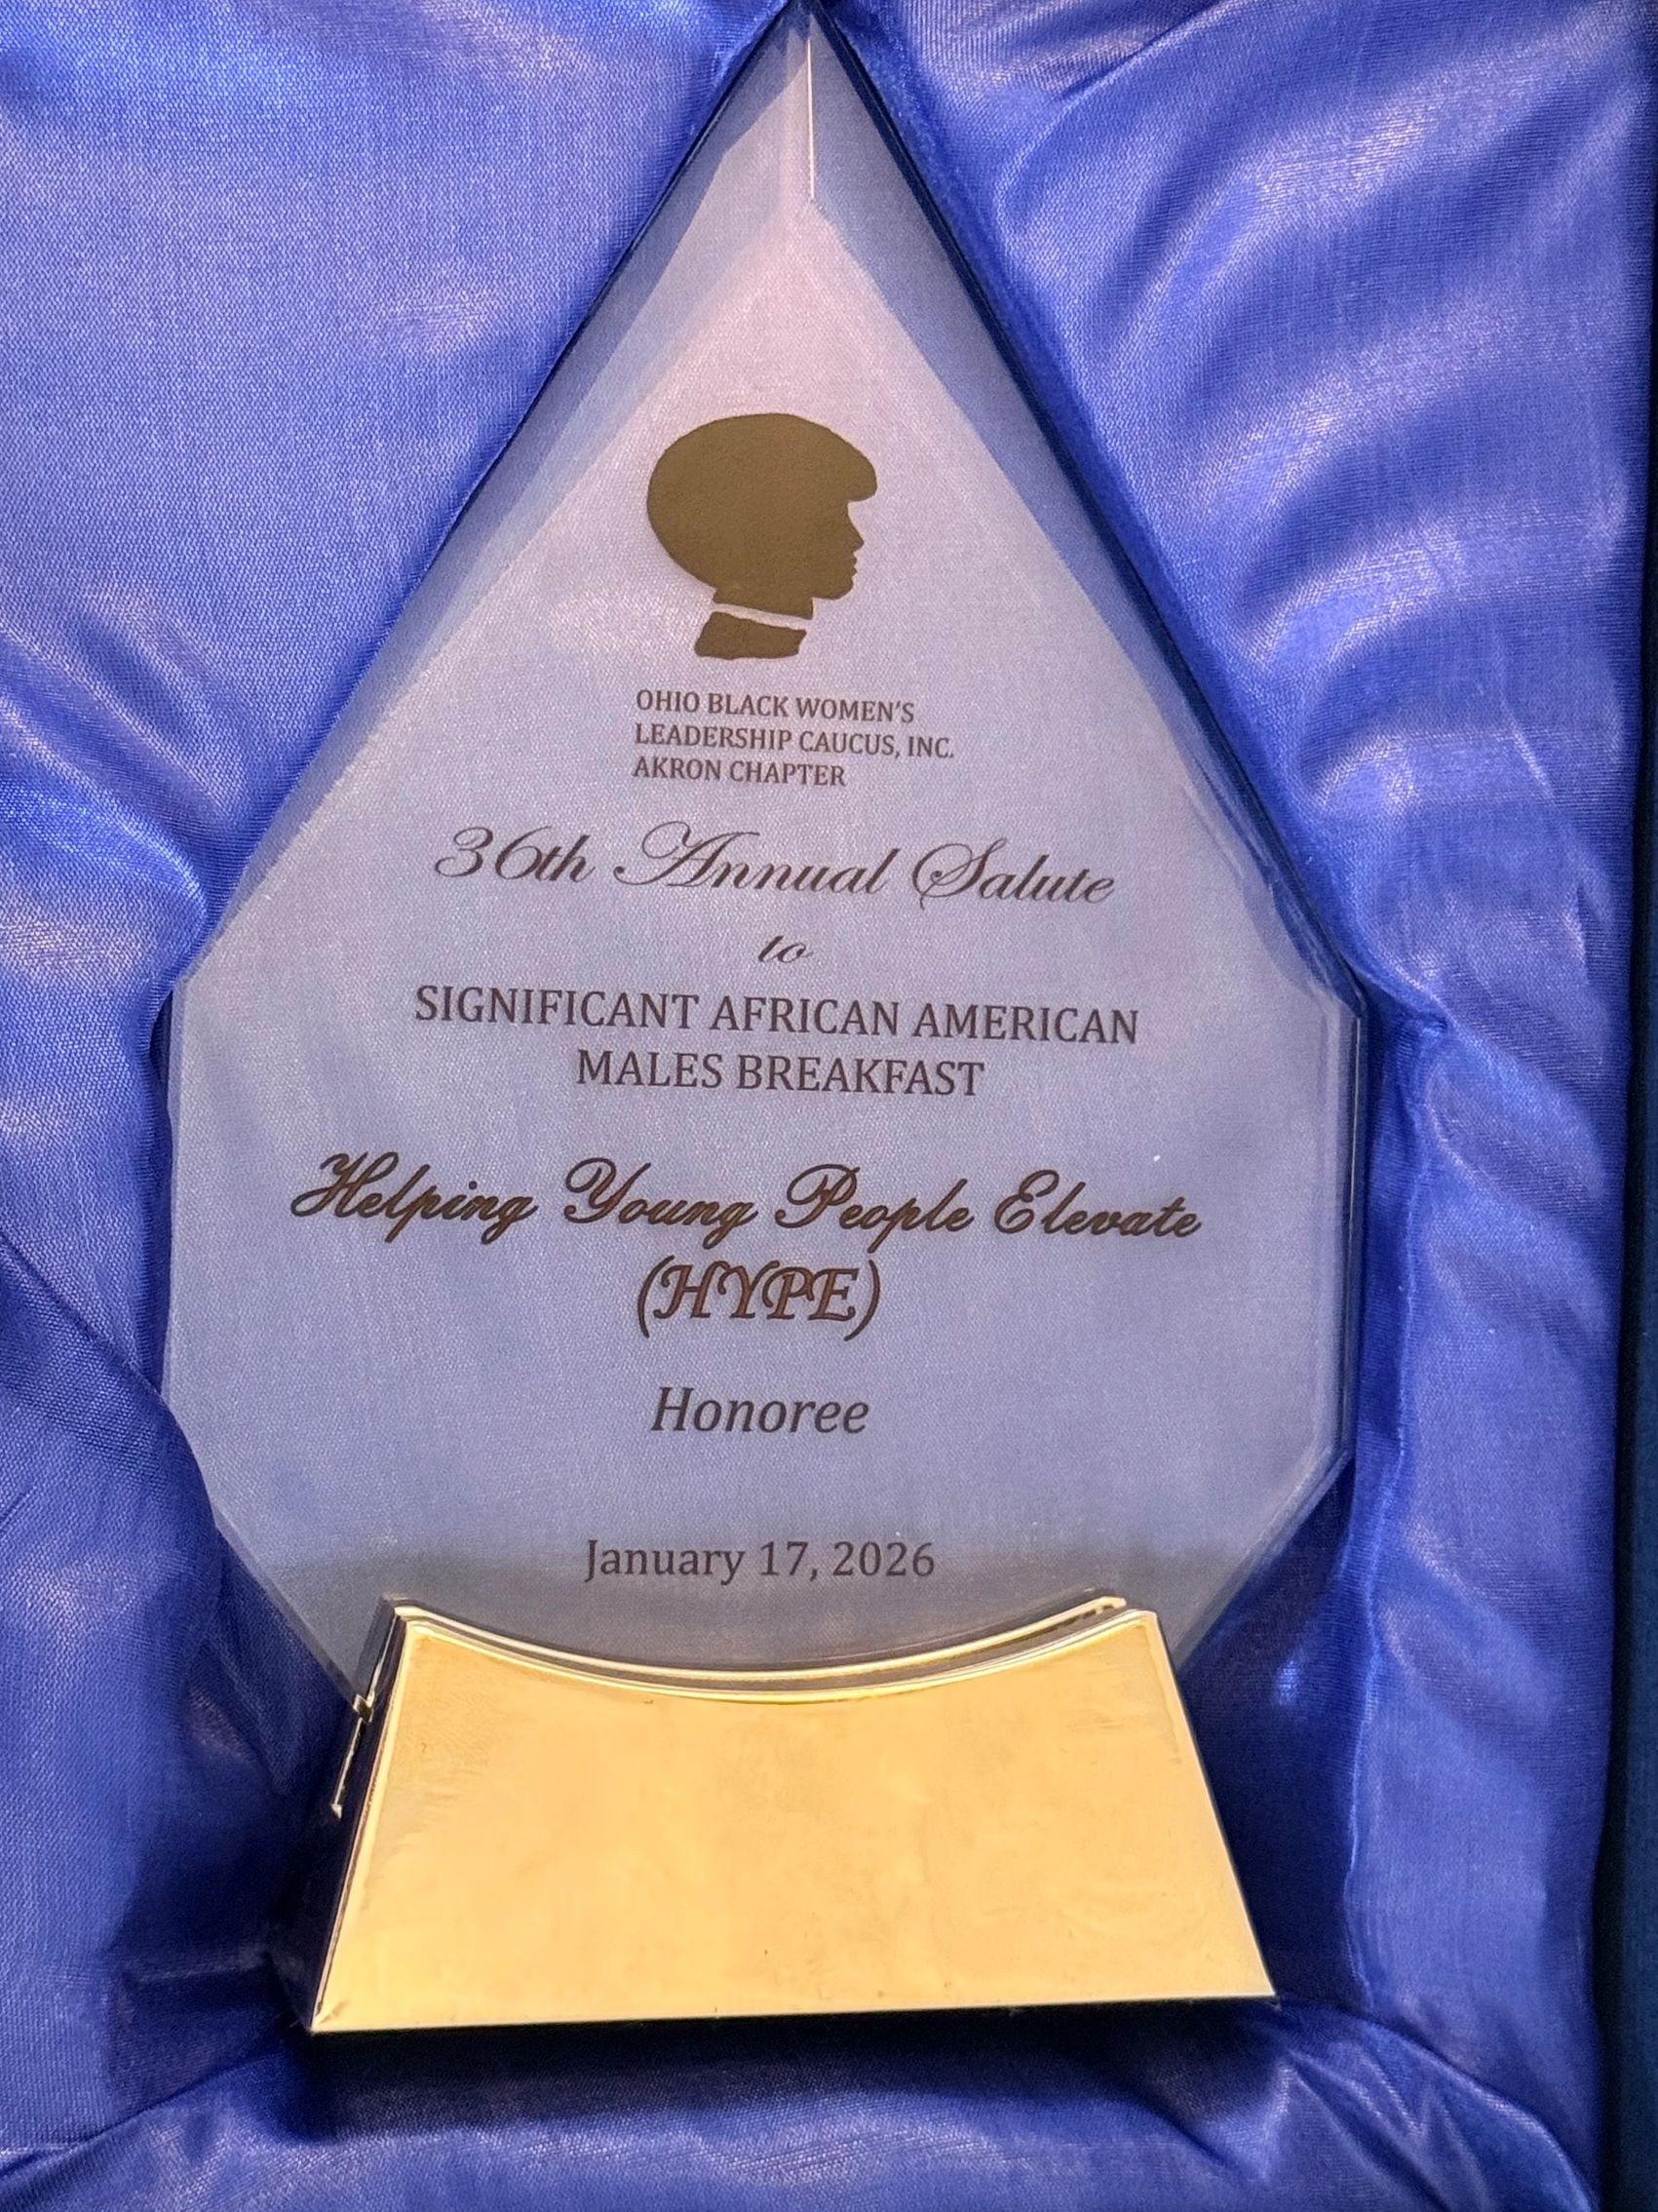 OHIO BLACK WOMEN'S
LEADERSHIP CAUCUS, INC.
AKRON CHAPTER
36th Annual Salute
to
SIGNIFICANT AFRICAN AMERICAN
MALES BREAKFAST
Helping Young People Elevate
(HYPE)
Honoree
January 17, 2026